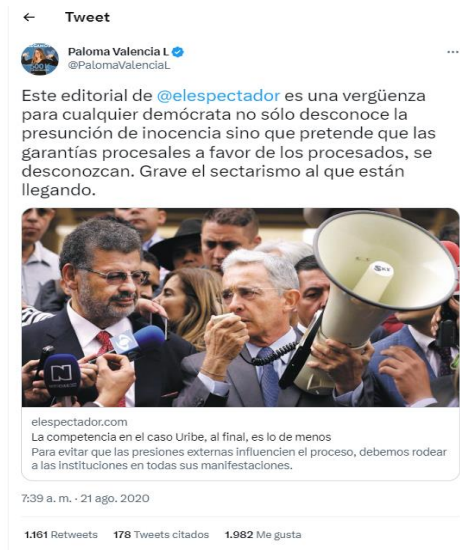 Tweet
Paloma Valencia L
@PalomaValenciaL
Este editorial de @elespectador es una vergüenza
para cualquier demócrata no sólo desconoce la
presunción de inocencia sino que pretende que las
garantías procesales a favor de los procesados, se
desconozcan. Grave el sectarismo al que están
llegando.
N
elespectador.com
La competencia en el caso Uribe, al final, es lo de menos
Para evitar que las presiones externas influencien el proceso, debemos rodear
a las instituciones en todas sus manifestaciones.
7:39 a. m. · 21 ago. 2020
1.161 Retweets 178 Tweets citados 1.982 Me gusta